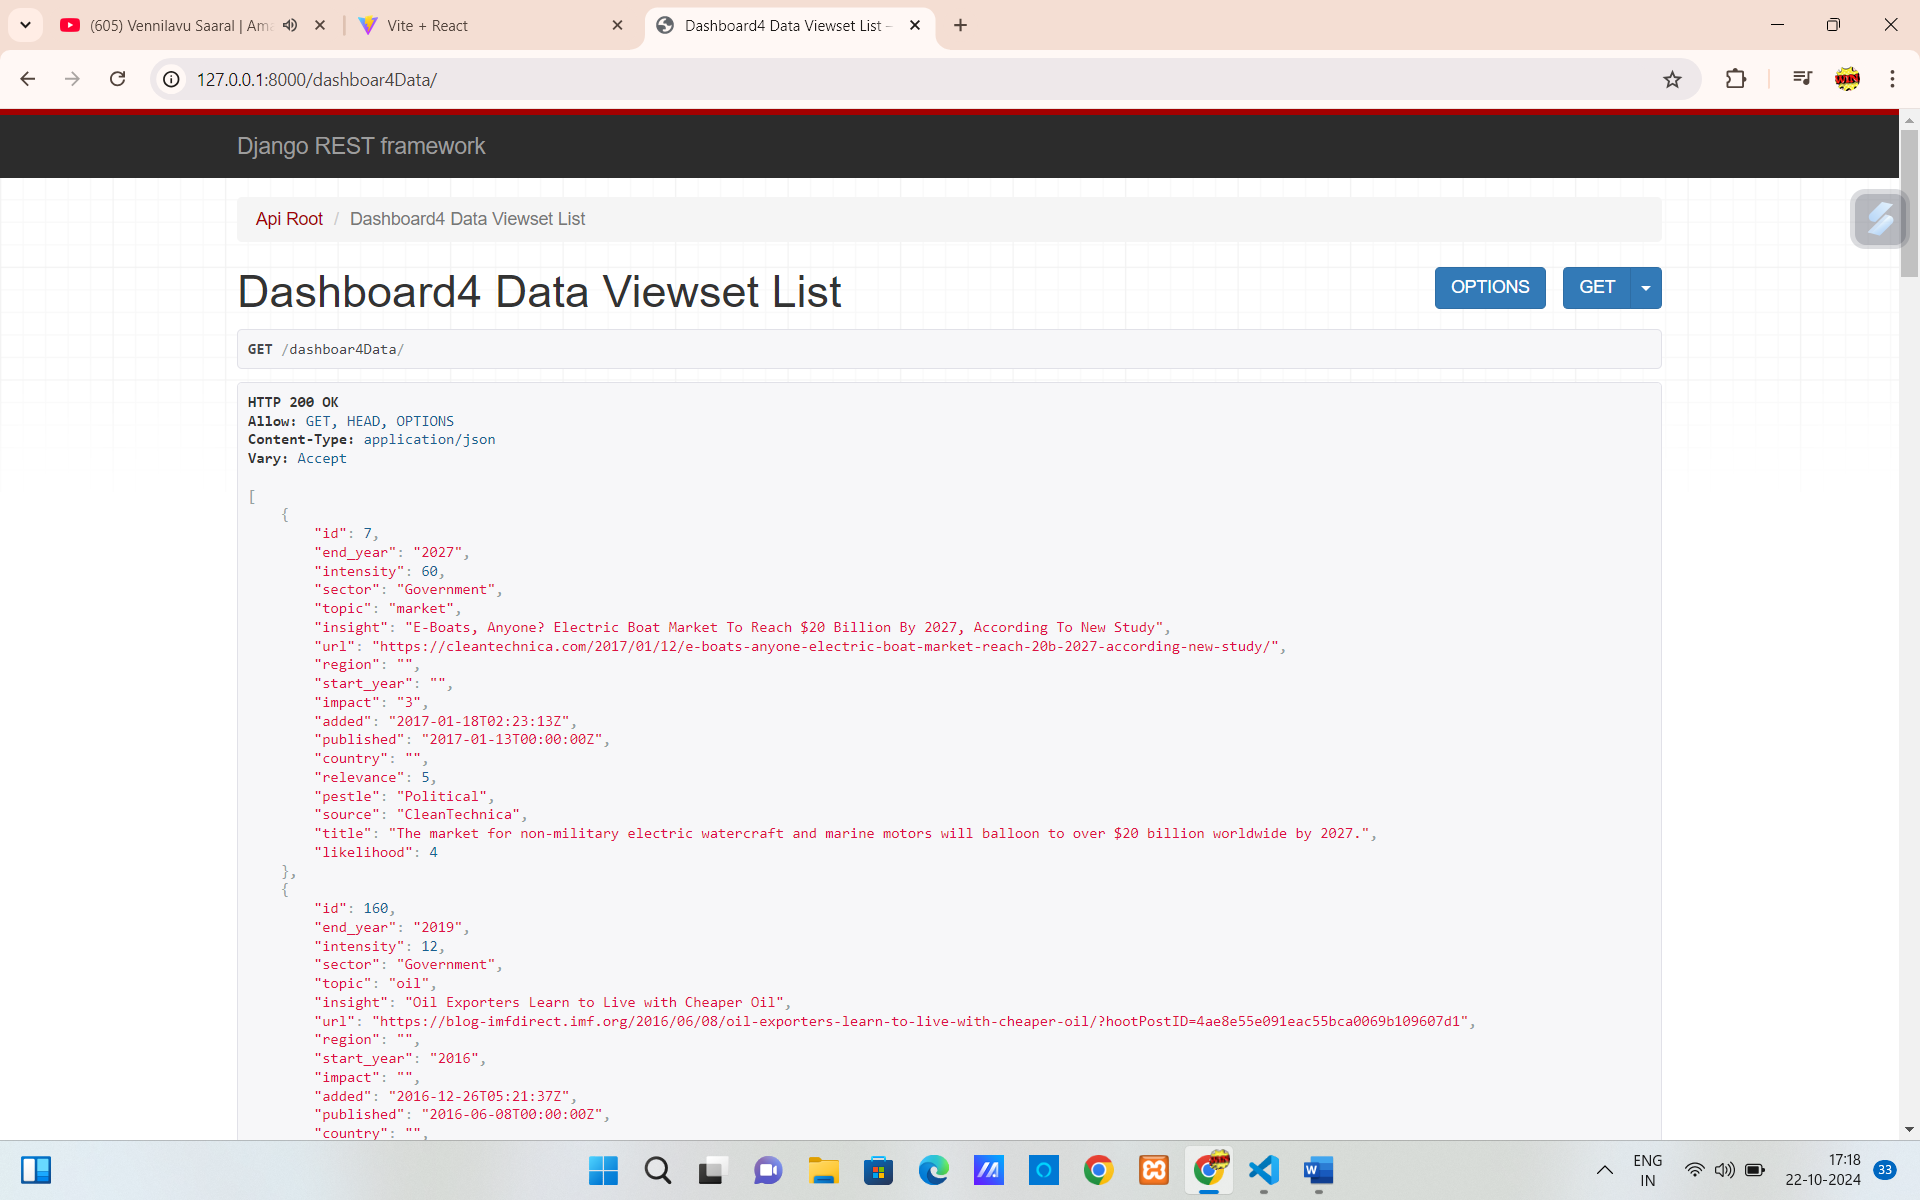 (605) Vennilavu Saaral | Ama
Vite + React
Dashboard4 Data Viewset List –
127.0.0.1:8000/dashboar4Data/
Django REST framework
Api Root / Dashboard4 Data Viewset List
Dashboard4 Data Viewset List
OPTIONS
GET
GET /dashboar4Data/
HTTP 200 OK
Allow: GET, HEAD, OPTIONS
Content-Type: application/json
Vary: Accept
[
{
"id": 7,
"end_year": "2027",
"intensity": 60,
"sector": "Government",
"topic": "market",
"insight": "E-Boats, Anyone? Electric Boat Market To Reach $20 Billion By 2027, According To New Study",
"url": "https://cleantechnica.com/2017/01/12/e-boats-anyone-electric-boat-market-reach-20b-2027-according-new-study/",
"region": "",
"start_year": "",
"impact": "3",
"added": "2017-01-18T02:23:13Z",
"published": "2017-01-13T00:00:00Z",
"country": "",
"relevance": 5,
"pestle": "Political",
"source": "CleanTechnica",
"title": "The market for non-military electric watercraft and marine motors will balloon to over $20 billion worldwide by 2027.",
"likelihood": 4
},
{
"id": 160,
"end_year": "2019",
"intensity": 12,
"sector": "Government",
"topic": "oil",
"insight": "Oil Exporters Learn to Live with Cheaper Oil",
"url": "https://blog-imfdirect.imf.org/2016/06/08/oil-exporters-learn-to-live-with-cheaper-oil/?hootPostID=4ae8e55e091eac55bca0069b109607d1",
"region": "",
"start_year": "2016",
"impact": "",
"added": "2016-12-26T05:21:37Z",
"published": "2016-06-08T00:00:00Z",
"country": "",
ENG
IN
17:18
22-10-2024
33